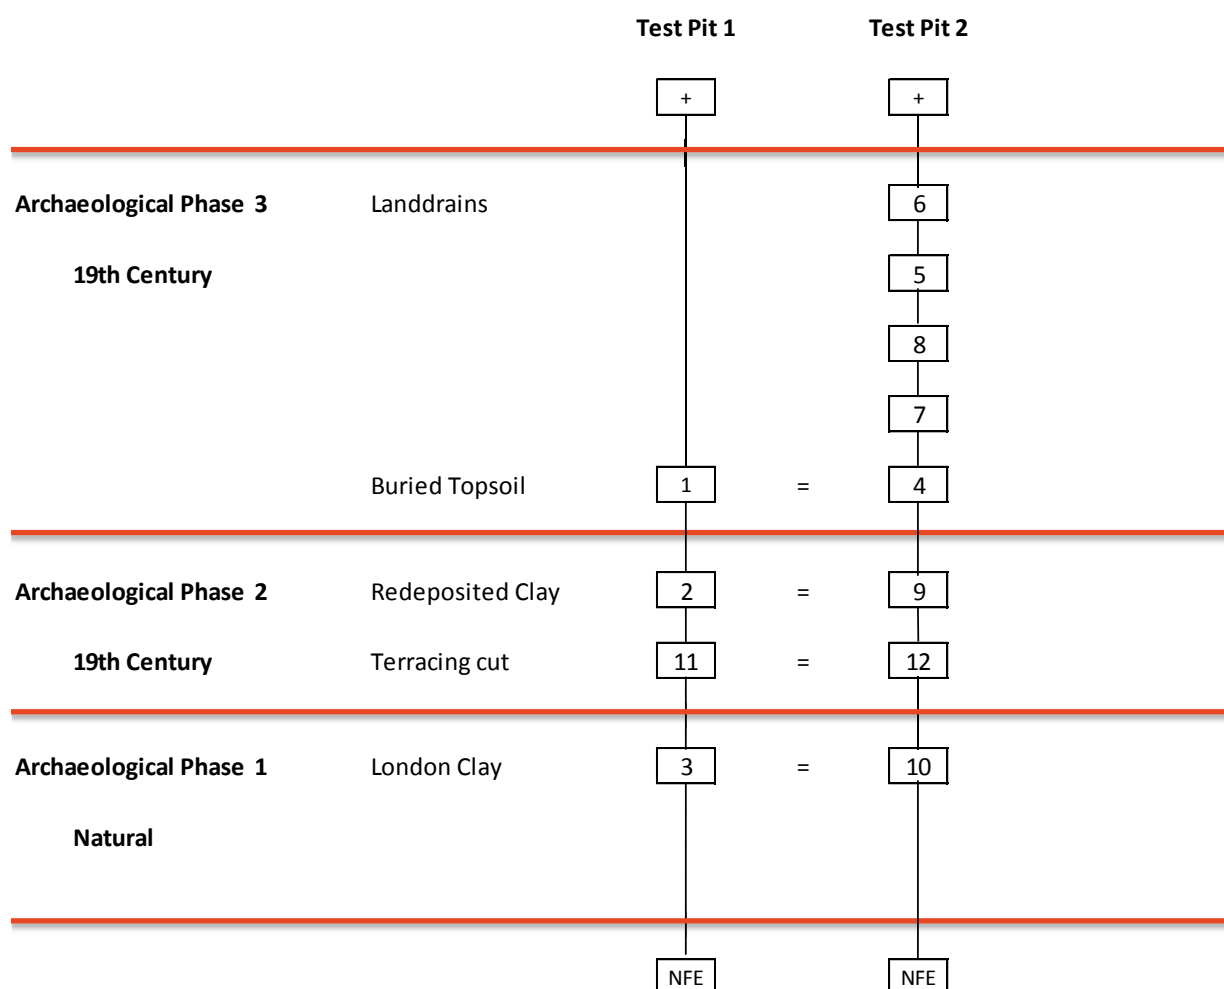 Test Pit 1 Test Pit 2
+ +
Archaeological Phase 3 Landdrains 6
19th Century 5
8
7
Buried Topsoil 1 = 4
Archaeological Phase 2 Redeposited Clay 2 = 9
19th Century Terracing cut 11 = 12
Archaeological Phase 1 London Clay 3 = 10
Natural
NFE NFE